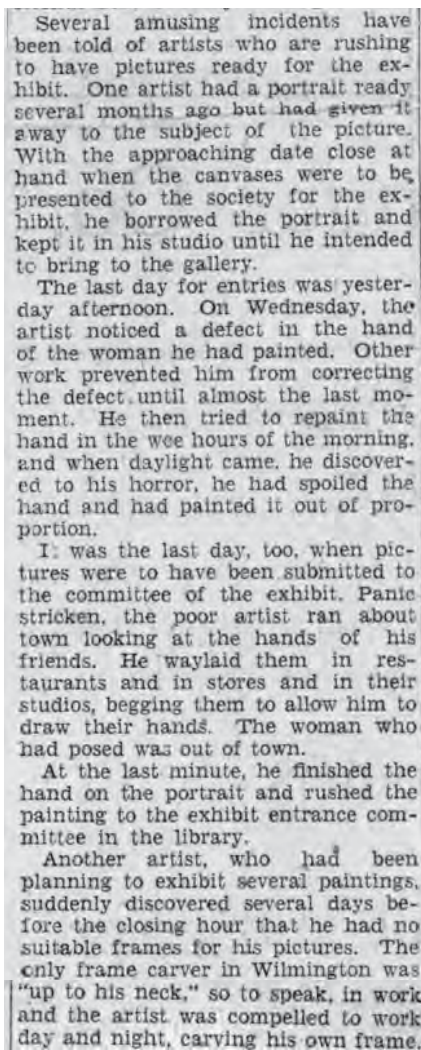 Several amusing incidents have
been told of artists who are rushing
to have pictures ready for the ex-
hibit. One artist had a portrait ready
several months ago but had given it
away to the subject of the picture.
With the approaching date close at
hand when the canvases were to be
presented to the society for the ex-
hibit, he borrowed the portrait and
kept it in his studio until he intended
to bring to the gallery.
The last day for entries was yester-
day afternoon. On Wednesday, the
artist noticed a defect in the hand
of the woman he had painted. Other
work prevented him from correcting
the defect until almost the last mo-
ment. He then tried to repaint the
hand in the wee hours of the morning,
and when daylight came, he discover-
ed to his horror, he had spoiled the
hand and had painted it out of pro-
portion.
It was the last day, too, when pic-
tures were to have been submitted to
the committee of the exhibit. Panic
stricken, the poor artist ran about
town looking at the hands of his
friends. He waylaid them in res-
taurants and in stores and in their
studios, begging them to allow him to
draw their hands. The woman who
had posed was out of town.
At the last minute, he finished the
hand on the portrait and rushed the
painting to the exhibit entrance com-
mittee in the library.
Another artist, who had been
planning to exhibit several paintings,
suddenly discovered several days be-
fore the closing hour that he had no
suitable frames for his pictures. The
only frame carver in Wilmington was
"up to his neck," so to speak, in work
and the artist was compelled to work
day and night, carving his own frame.